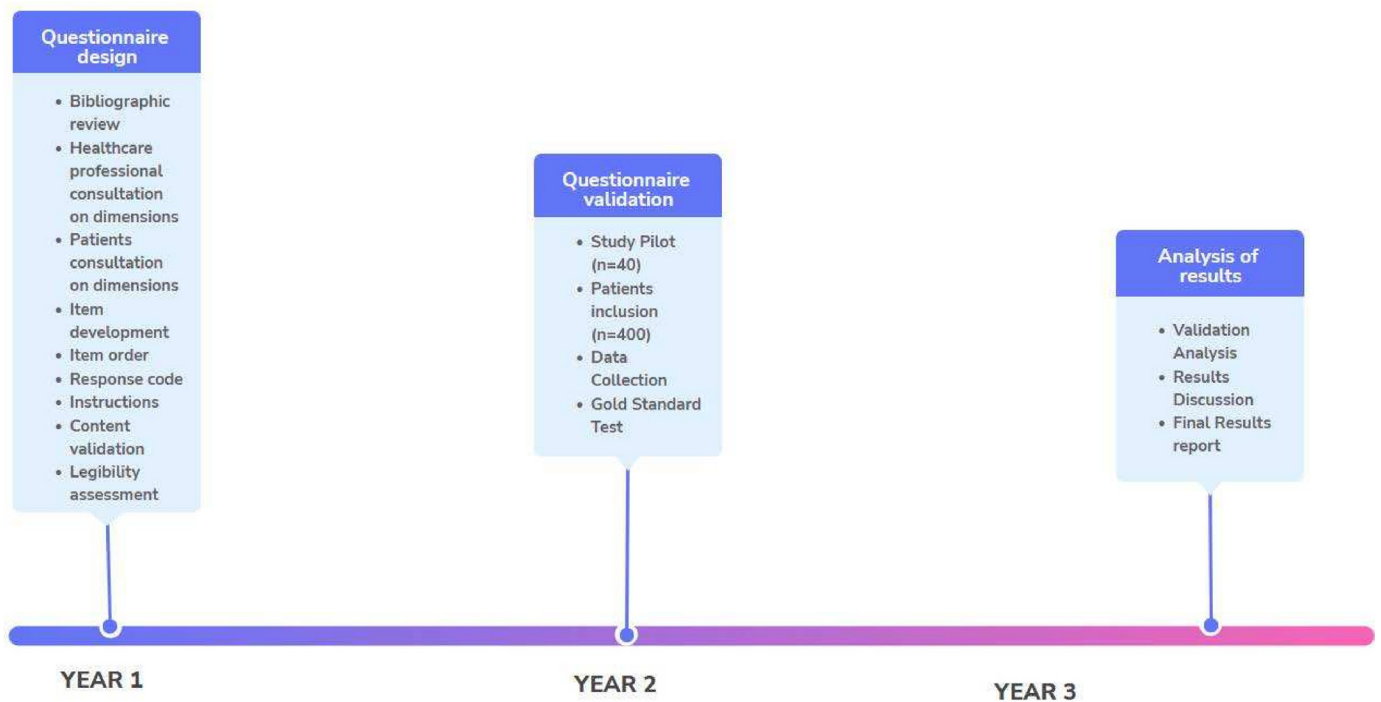 Questionnaire
design
• Bibliographic
review
• Healthcare
professional
consultation
on dimensions
• Patients
consultation
on dimensions
• Item
development
• Item order
• Response code
• Instructions
• Content
validation
• Legibility
assessment
Questionnaire
validation
• Study Pilot
(n=40)
• Patients
inclusion
(n=400)
• Data
Collection
• Gold Standard
Test
Analysis of
results
• Validation
Analysis
• Results
Discussion
• Final Results
report
YEAR 1
YEAR 2
YEAR 3